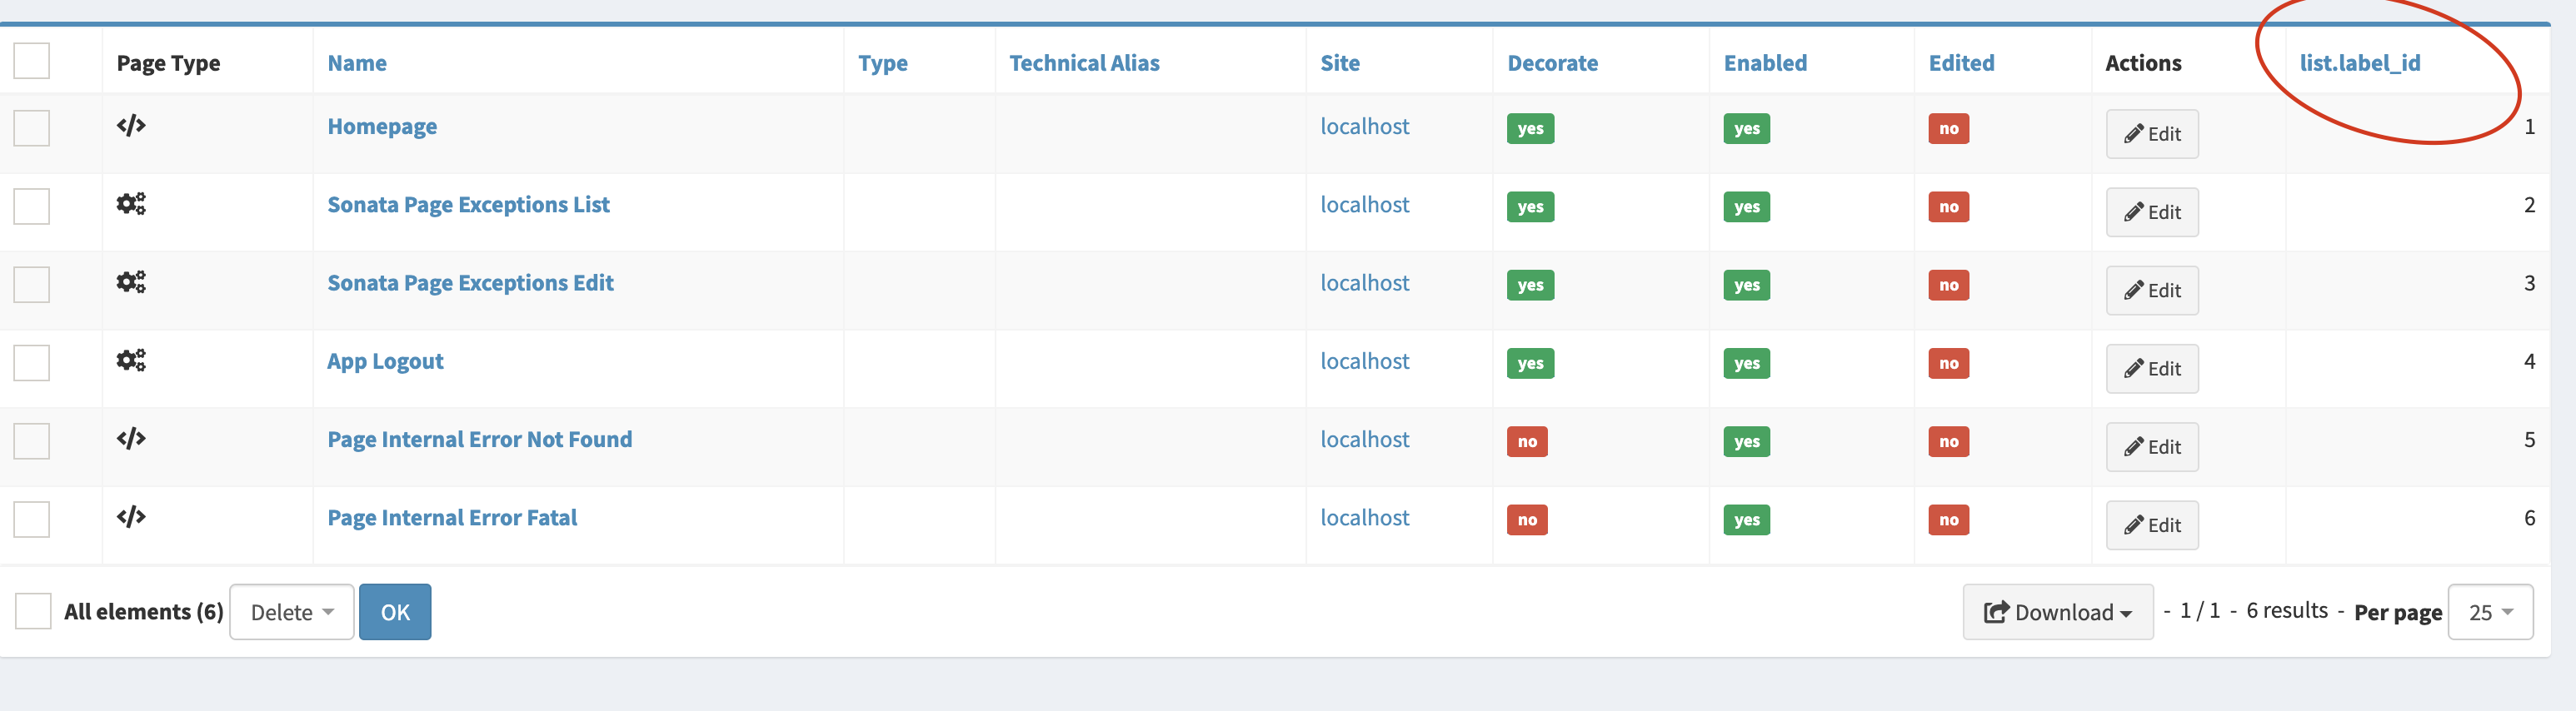 Page Type Name Type Technical Alias Site Decorate Enabled Edited Actions list.label_id
Homepage localhost yes yes no Edit 1
Sonata Page Exceptions List localhost yes yes no Edit 2
Sonata Page Exceptions Edit localhost yes yes no Edit 3
App Logout localhost yes yes no Edit 4
Page Internal Error Not Found localhost no yes no Edit 5
Page Internal Error Fatal localhost no yes no Edit 6
All elements (6) Delete OK Download - 1 / 1 - 6 results - Per page 25